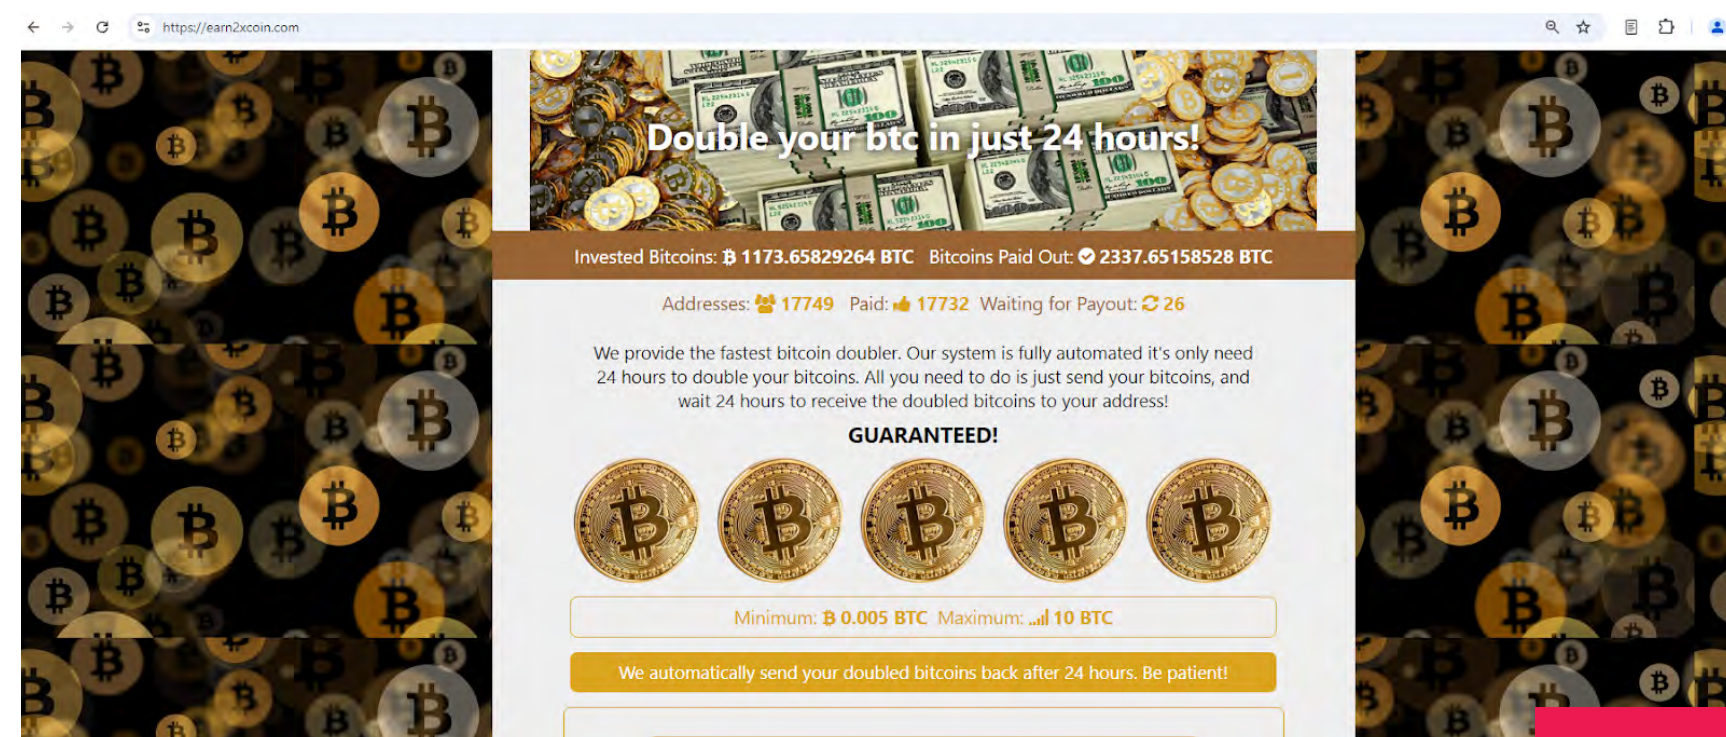 https://earn2xcoin.com
Double your btc in just 24 hours!
Invested Bitcoins: 1173.65829264 BTC Bitcoins Paid Out: 2337.65158528 BTC
Addresses: 17749 Paid: 17732 Waiting for Payout: 26
We provide the fastest bitcoin doubler. Our system is fully automated it's only need
24 hours to double your bitcoins. All you need to do is just send your bitcoins, and
wait 24 hours to receive the doubled bitcoins to your address!
GUARANTEED!
Minimum: 0.005 BTC Maximum: 10 BTC
We automatically send your doubled bitcoins back after 24 hours. Be patient!